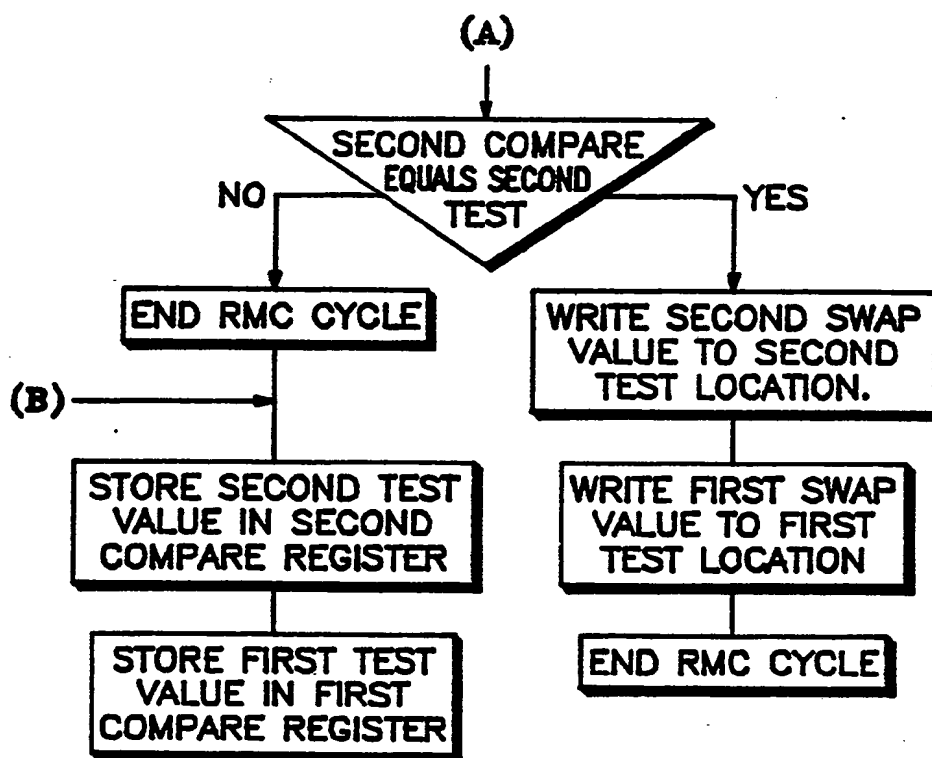 (A)
SECOND COMPARE
EQUALS SECOND
TEST
NO
YES
END RMC CYCLE
(B)
STORE SECOND TEST
VALUE IN SECOND
COMPARE REGISTER
STORE FIRST TEST
VALUE IN FIRST
COMPARE REGISTER
WRITE SECOND SWAP
VALUE TO SECOND
TEST LOCATION.
WRITE FIRST SWAP
VALUE TO FIRST
TEST LOCATION
END RMC CYCLE